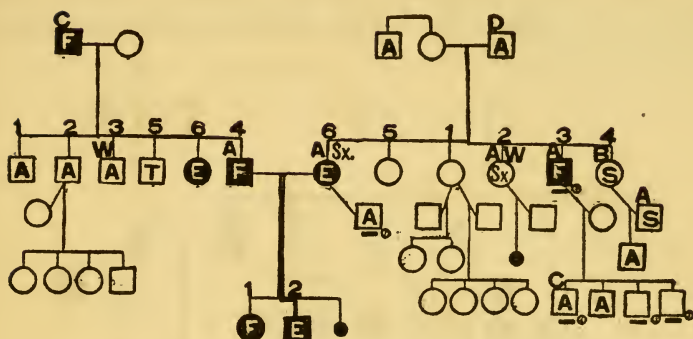 C D
F A A
1 2 3 5 6 4 6 5 1 2 3 4
W A A Sx. A W A B
A A A T E F E Sx F S A
A S
A
1 2 C
F E A A